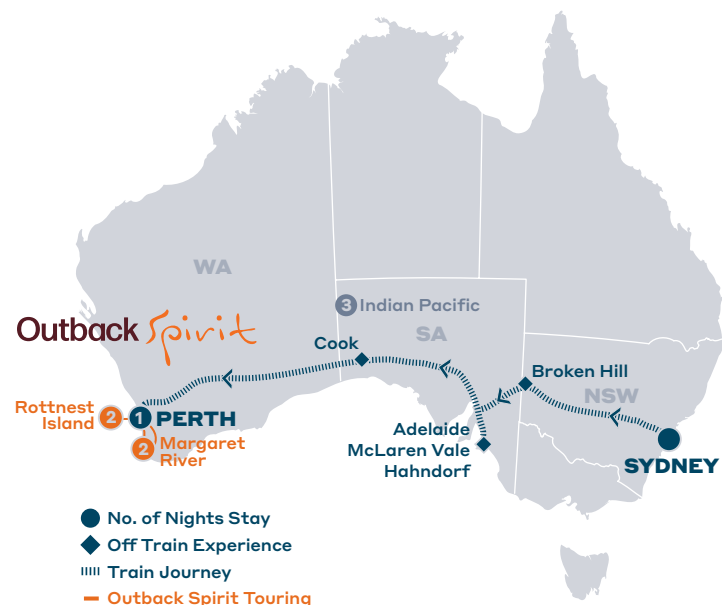 WA
3 Indian Pacific
Outback Spirit
SA
Cook
Broken Hill
NSW
Rottnest
Island
2
1 PERTH
2
Margaret
River
Adelaide
McLaren Vale
Hahndorf
SYDNEY
No. of Nights Stay
Off Train Experience
Train Journey
Outback Spirit Touring